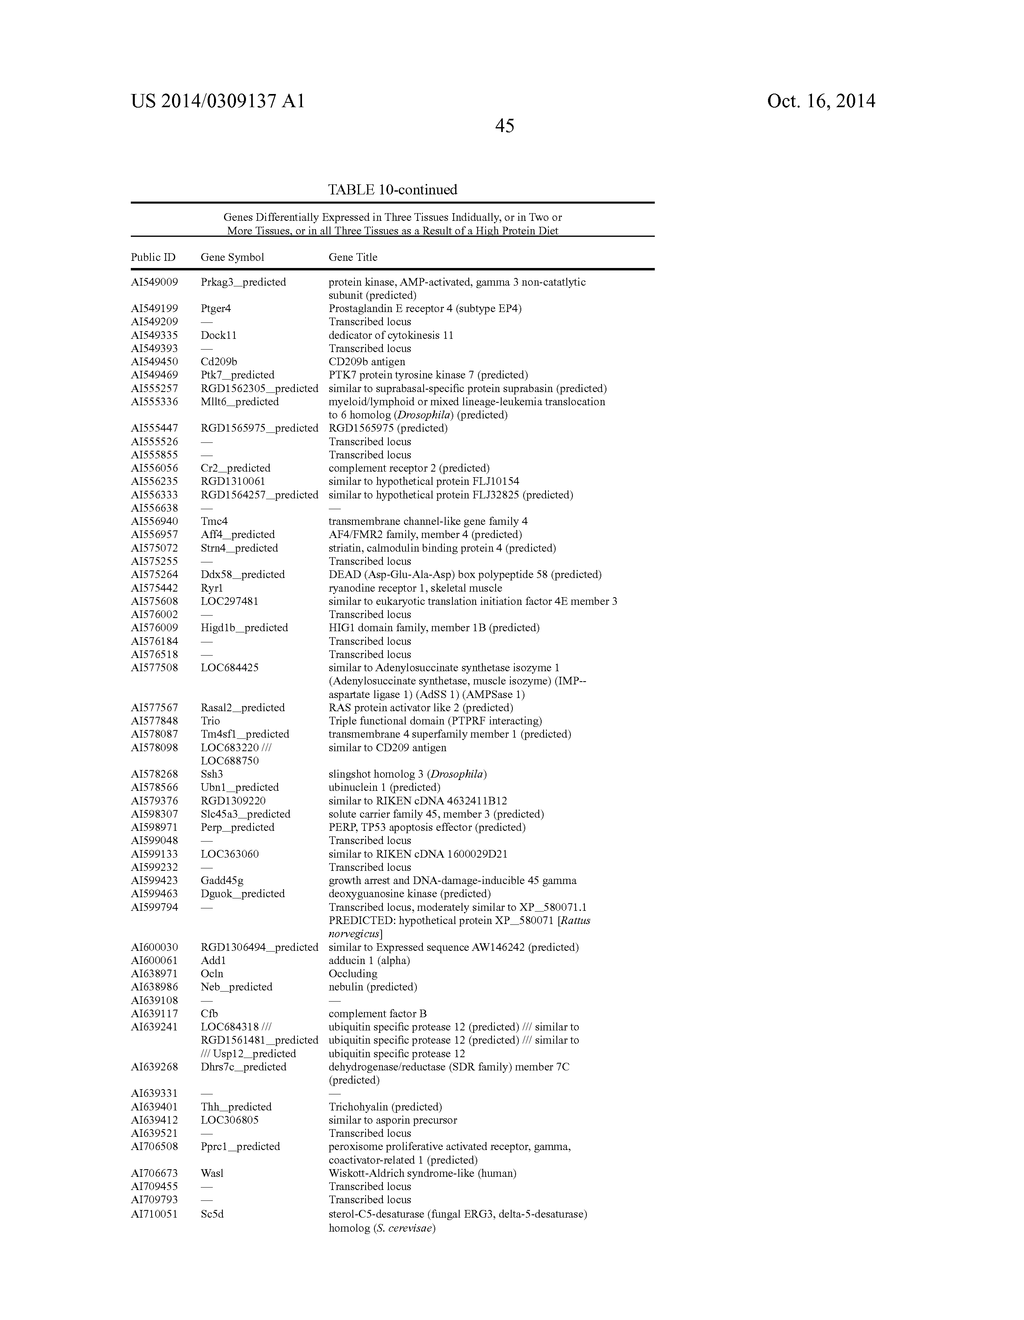 US 2014/0309137 A1 Oct. 16, 2014
45
TABLE 10-continued
Genes Differentially Expressed in Three Tissues Indidually, or in Two or
More Tissues, or in all Three Tissues as a Result of a High Protein Diet
Public ID Gene Symbol Gene Title
AI549009 Prkag3_predicted protein kinase, AMP-activated, gamma 3 non-catatlytic
subunit (predicted)
AI549199 Ptger4 Prostaglandin E receptor 4 (subtype EP4)
AI549209 — Transcribed locus
AI549335 Dock11 dedicator of cytokinesis 11
AI549393 — Transcribed locus
AI549450 Cd209b CD209b antigen
AI549469 Ptk7_predicted PTK7 protein tyrosine kinase 7 (predicted)
AI555257 RGD1562305_predicted similar to suprabasal-specific protein suprabasin (predicted)
AI555336 Mllt6_predicted myeloid/lymphoid or mixed lineage-leukemia translocation
to 6 homolog (Drosophila) (predicted)
AI555447 RGD1565975_predicted RGD1565975 (predicted)
AI555526 — Transcribed locus
AI555855 — Transcribed locus
AI556056 Cr2_predicted complement receptor 2 (predicted)
AI556235 RGD1310061 similar to hypothetical protein FLJ10154
AI556333 RGD1564257_predicted similar to hypothetical protein FLJ32825 (predicted)
AI556638 — —
AI556940 Tmc4 transmembrane channel-like gene family 4
AI556957 Aff4_predicted AF4/FMR2 family, member 4 (predicted)
AI575072 Strn4_predicted striatin, calmodulin binding protein 4 (predicted)
AI575255 — Transcribed locus
AI575264 Ddx58_predicted DEAD (Asp-Glu-Ala-Asp) box polypeptide 58 (predicted)
AI575442 Ryr1 ryanodine receptor 1, skeletal muscle
AI575608 LOC297481 similar to eukaryotic translation initiation factor 4E member 3
AI576002 — Transcribed locus
AI576009 Higd1b_predicted HIG1 domain family, member 1B (predicted)
AI576184 — Transcribed locus
AI576518 — Transcribed locus
AI577508 LOC684425 similar to Adenylosuccinate synthetase isozyme 1
(Adenylosuccinate synthetase, muscle isozyme) (IMP--
aspartate ligase 1) (AdSS 1) (AMPSase 1)
AI577567 Rasal2_predicted RAS protein activator like 2 (predicted)
AI577848 Trio Triple functional domain (PTPRF interacting)
AI578087 Tm4sf1_predicted transmembrane 4 superfamily member 1 (predicted)
AI578098 LOC683220 /// similar to CD209 antigen
LOC688750
AI578268 Ssh3 slingshot homolog 3 (Drosophila)
AI578566 Ubn1_predicted ubinuclein 1 (predicted)
AI579376 RGD1309220 similar to RIKEN cDNA 4632411B12
AI598307 Slc45a3_predicted solute carrier family 45, member 3 (predicted)
AI598971 Perp_predicted PERP, TP53 apoptosis effector (predicted)
AI599048 — Transcribed locus
AI599133 LOC363060 similar to RIKEN cDNA 1600029D21
AI599232 — Transcribed locus
AI599423 Gadd45g growth arrest and DNA-damage-inducible 45 gamma
AI599463 Dguok_predicted deoxyguanosine kinase (predicted)
AI599794 — Transcribed locus, moderately similar to XP_580071.1
PREDICTED: hypothetical protein XP_580071 [Rattus
norvegicus]
AI600030 RGD1306494_predicted similar to Expressed sequence AW146242 (predicted)
AI600061 Add1 adducin 1 (alpha)
AI638971 Ocln Occluding
AI638986 Neb_predicted nebulin (predicted)
AI639108 — —
AI639117 Cfb complement factor B
AI639241 LOC684318 /// ubiquitin specific protease 12 (predicted) /// similar to
RGD1561481_predicted ubiquitin specific protease 12 (predicted) /// similar to
/// Usp12_predicted ubiquitin specific protease 12
AI639268 Dhrs7c_predicted dehydrogenase/reductase (SDR family) member 7C
(predicted)
AI639331 — —
AI639401 Thh_predicted Trichohyalin (predicted)
AI639412 LOC306805 similar to asporin precursor
AI639521 — Transcribed locus
AI706508 Pprc1_predicted peroxisome proliferative activated receptor, gamma,
coactivator-related 1 (predicted)
AI706673 Wasl Wiskott-Aldrich syndrome-like (human)
AI709455 — Transcribed locus
AI709793 — Transcribed locus
AI710051 Sc5d sterol-C5-desaturase (fungal ERG3, delta-5-desaturase)
homolog (S. cerevisae)